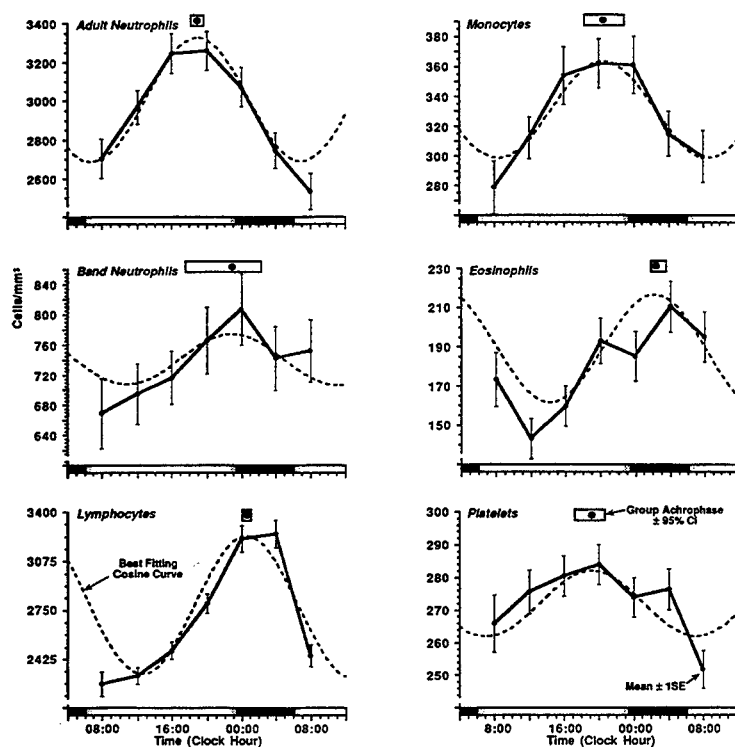 Adult Neutrophils
3400
3200
3000
2800
2600
Monocytes
360
340
320
300
280
Cells/mm³
Band Neutrophils
840
800
760
720
680
640
Eosinophils
230
210
190
170
150
Lymphocytes
3400
3075
2750
2425
Best Fitting
Cosine Curve
08:00 16:00 00:00 08:00
Time (Clock Hour)
Platelets
300
290
280
270
260
250
Group Achrophase
± 95% CI
Mean ± 1SE
8:00 16:00 00:00 08:00
Time (Clock Hour)